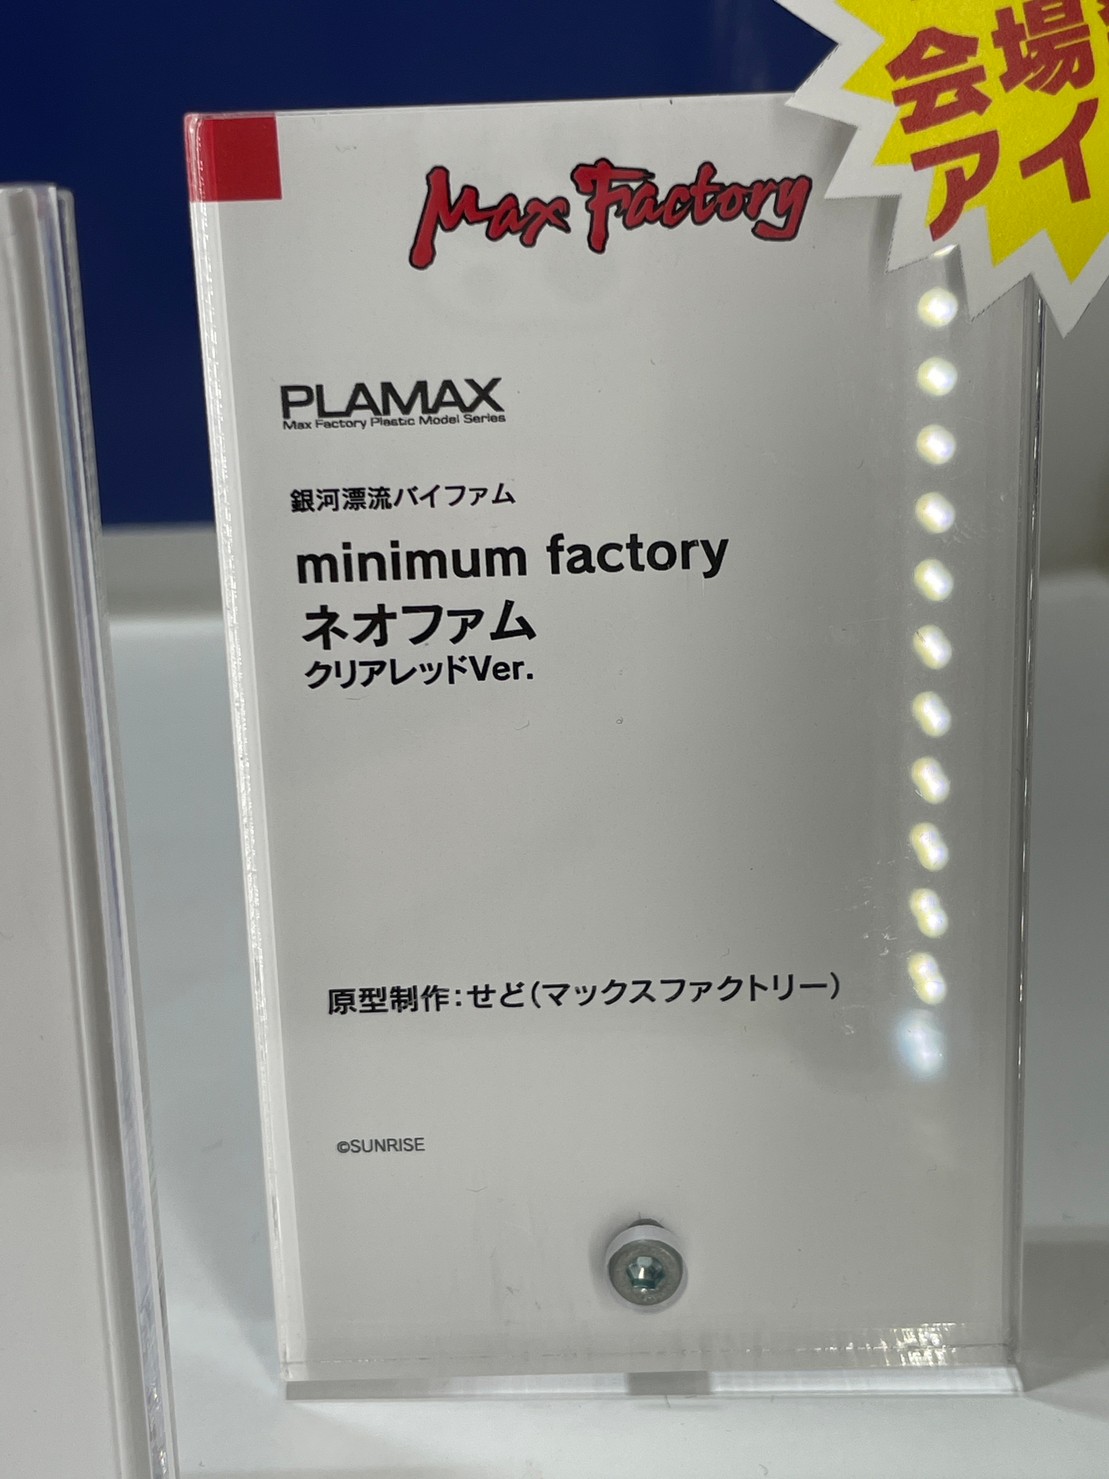 会場
アイ
Max Factory
PLAMAX
Max Factory Plastic Model Series
銀河漂流バイファム
minimum factory
ネオファム
クリアレッドVer.
原型制作：せど（マックスファクトリー）
©SUNRISE